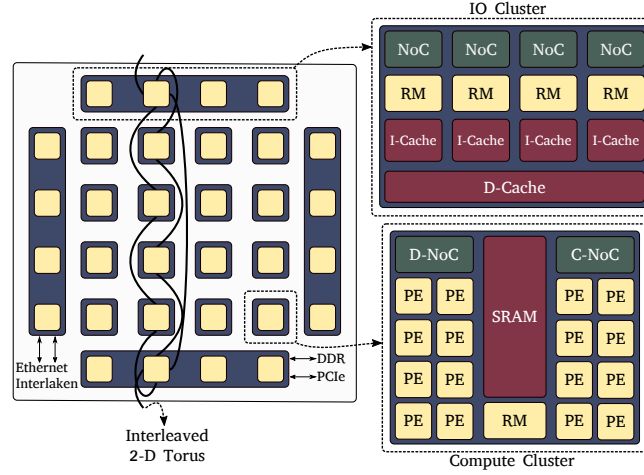 IO Cluster
NoC NoC NoC NoC
RM RM RM RM
I-Cache I-Cache I-Cache I-Cache
D-Cache
D-NoC C-NoC
SRAM
PE PE PE PE
PE PE PE PE
PE PE PE PE
PE PE RM PE PE
Compute Cluster
Ethernet
Interlaken
DDR
PCIe
Interleaved
2-D Torus